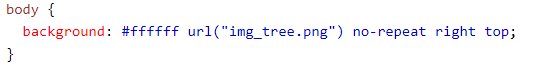 body {
  background: #ffffff url("img_tree.png") no-repeat right top;
}